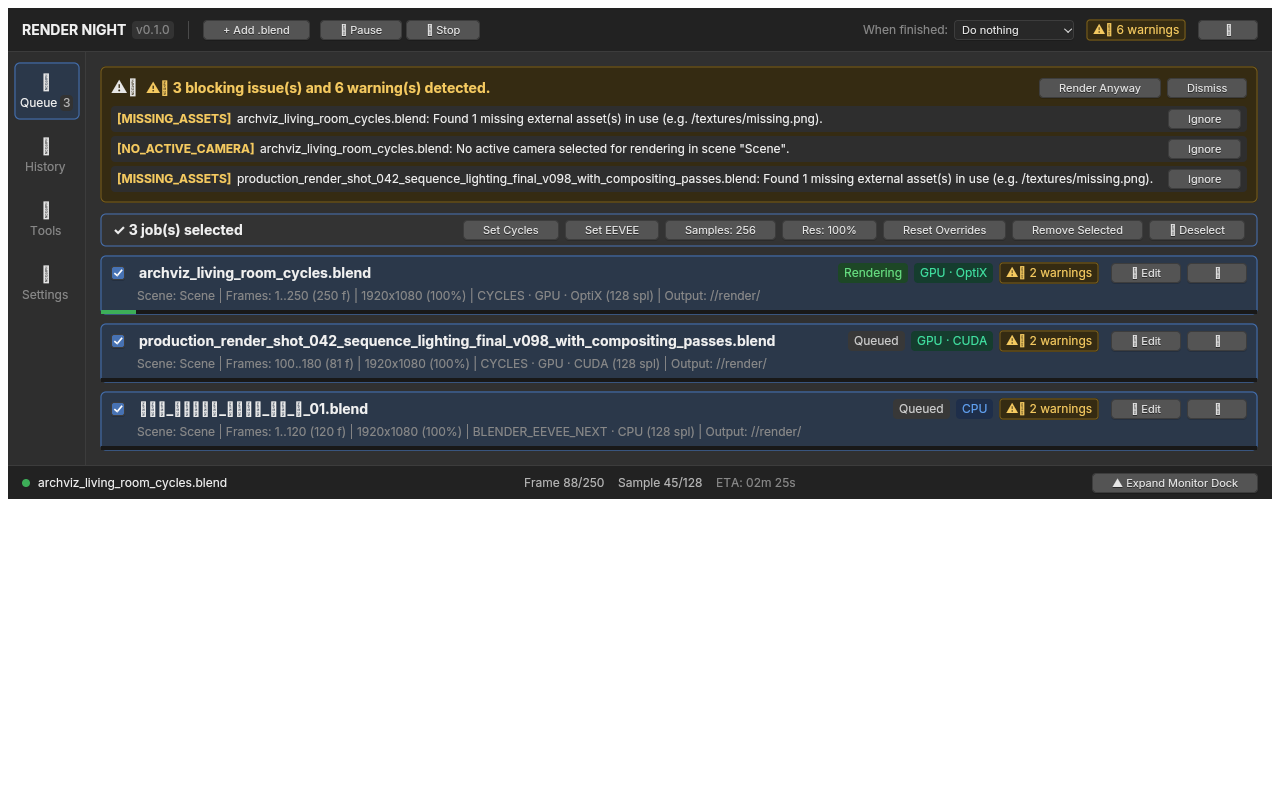 RENDER NIGHT v0.1.0 + Add .blend Pause Stop When finished: Do nothing ⚠ 6 warnings
⚠ ⚠ 3 blocking issue(s) and 6 warning(s) detected. Render Anyway Dismiss
[MISSING_ASSETS] archviz_living_room_cycles.blend: Found 1 missing external asset(s) in use (e.g. /textures/missing.png). Ignore
[NO_ACTIVE_CAMERA] archviz_living_room_cycles.blend: No active camera selected for rendering in scene "Scene". Ignore
[MISSING_ASSETS] production_render_shot_042_sequence_lighting_final_v098_with_compositing_passes.blend: Found 1 missing external asset(s) in use (e.g. /textures/missing.png). Ignore
Queue 3
History
Tools
Settings
✓ 3 job(s) selected Set Cycles Set EEVEE Samples: 256 Res: 100% Reset Overrides Remove Selected Deselect
archviz_living_room_cycles.blend Rendering GPU · OptiX ⚠ 2 warnings Edit
Scene: Scene | Frames: 1..250 (250 f) | 1920x1080 (100%) | CYCLES · GPU · OptiX (128 spl) | Output: //render/
production_render_shot_042_sequence_lighting_final_v098_with_compositing_passes.blend Queued GPU · CUDA ⚠ 2 warnings Edit
Scene: Scene | Frames: 100..180 (81 f) | 1920x1080 (100%) | CYCLES · GPU · CUDA (128 spl) | Output: //render/
_01.blend Queued CPU ⚠ 2 warnings Edit
Scene: Scene | Frames: 1..120 (120 f) | 1920x1080 (100%) | BLENDER_EEVEE_NEXT · CPU (128 spl) | Output: //render/
archviz_living_room_cycles.blend Frame 88/250 Sample 45/128 ETA: 02m 25s ▲ Expand Monitor Dock